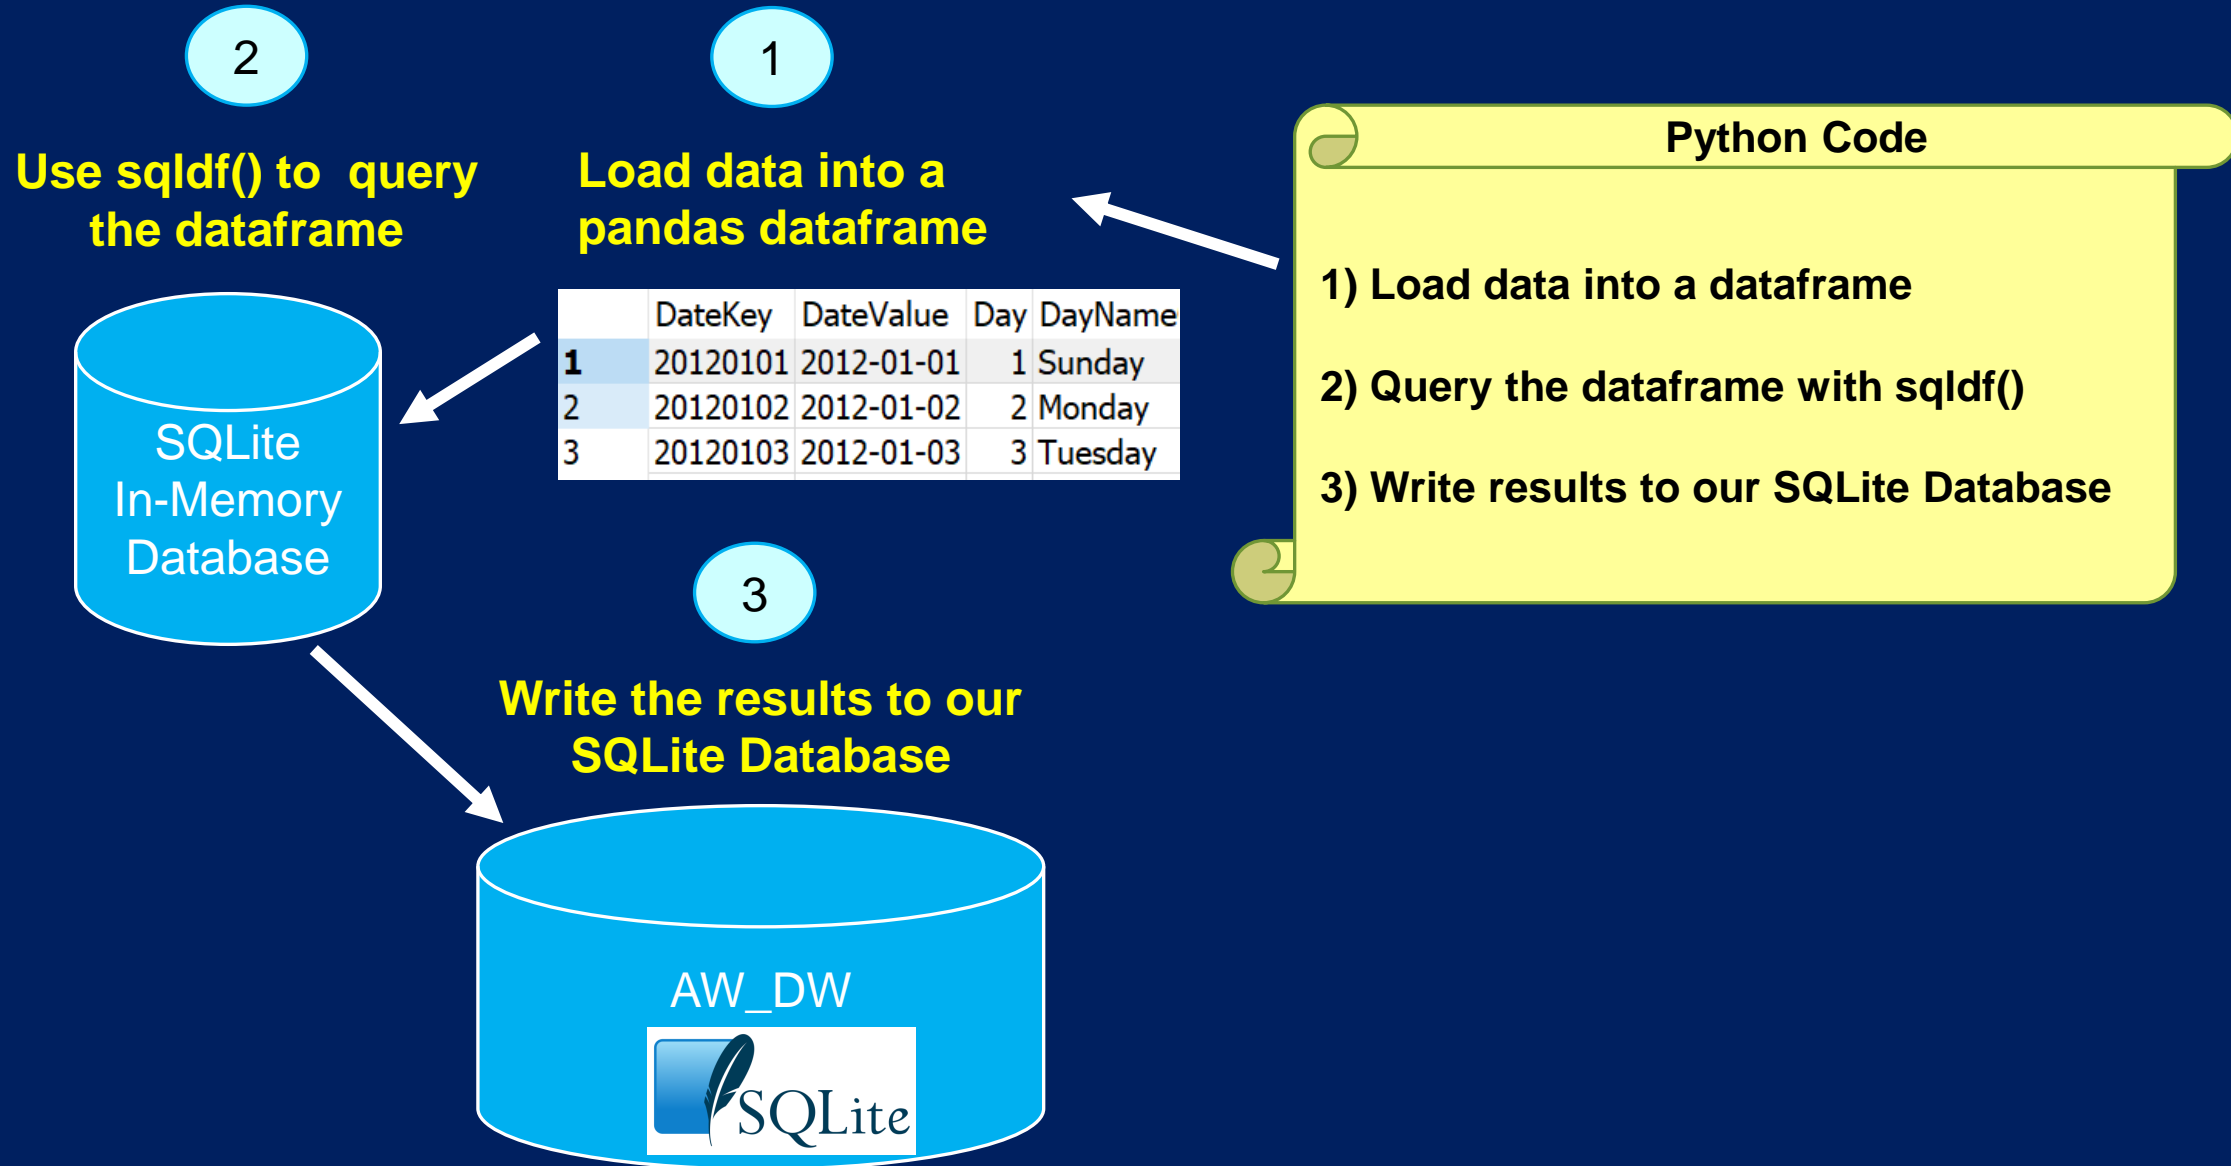 2
Use sqldf() to  query
the dataframe
SQLite
In-Memory
Database
1
Load data into a
pandas dataframe
DateKey DateValue Day DayName
1 20120101 2012-01-01 1 Sunday
2 20120102 2012-01-02 2 Monday
3 20120103 2012-01-03 3 Tuesday
3
Write the results to our
SQLite Database
AW_DW
SQLite
Python Code
1) Load data into a dataframe
2) Query the dataframe with sqldf()
3) Write results to our SQLite Database